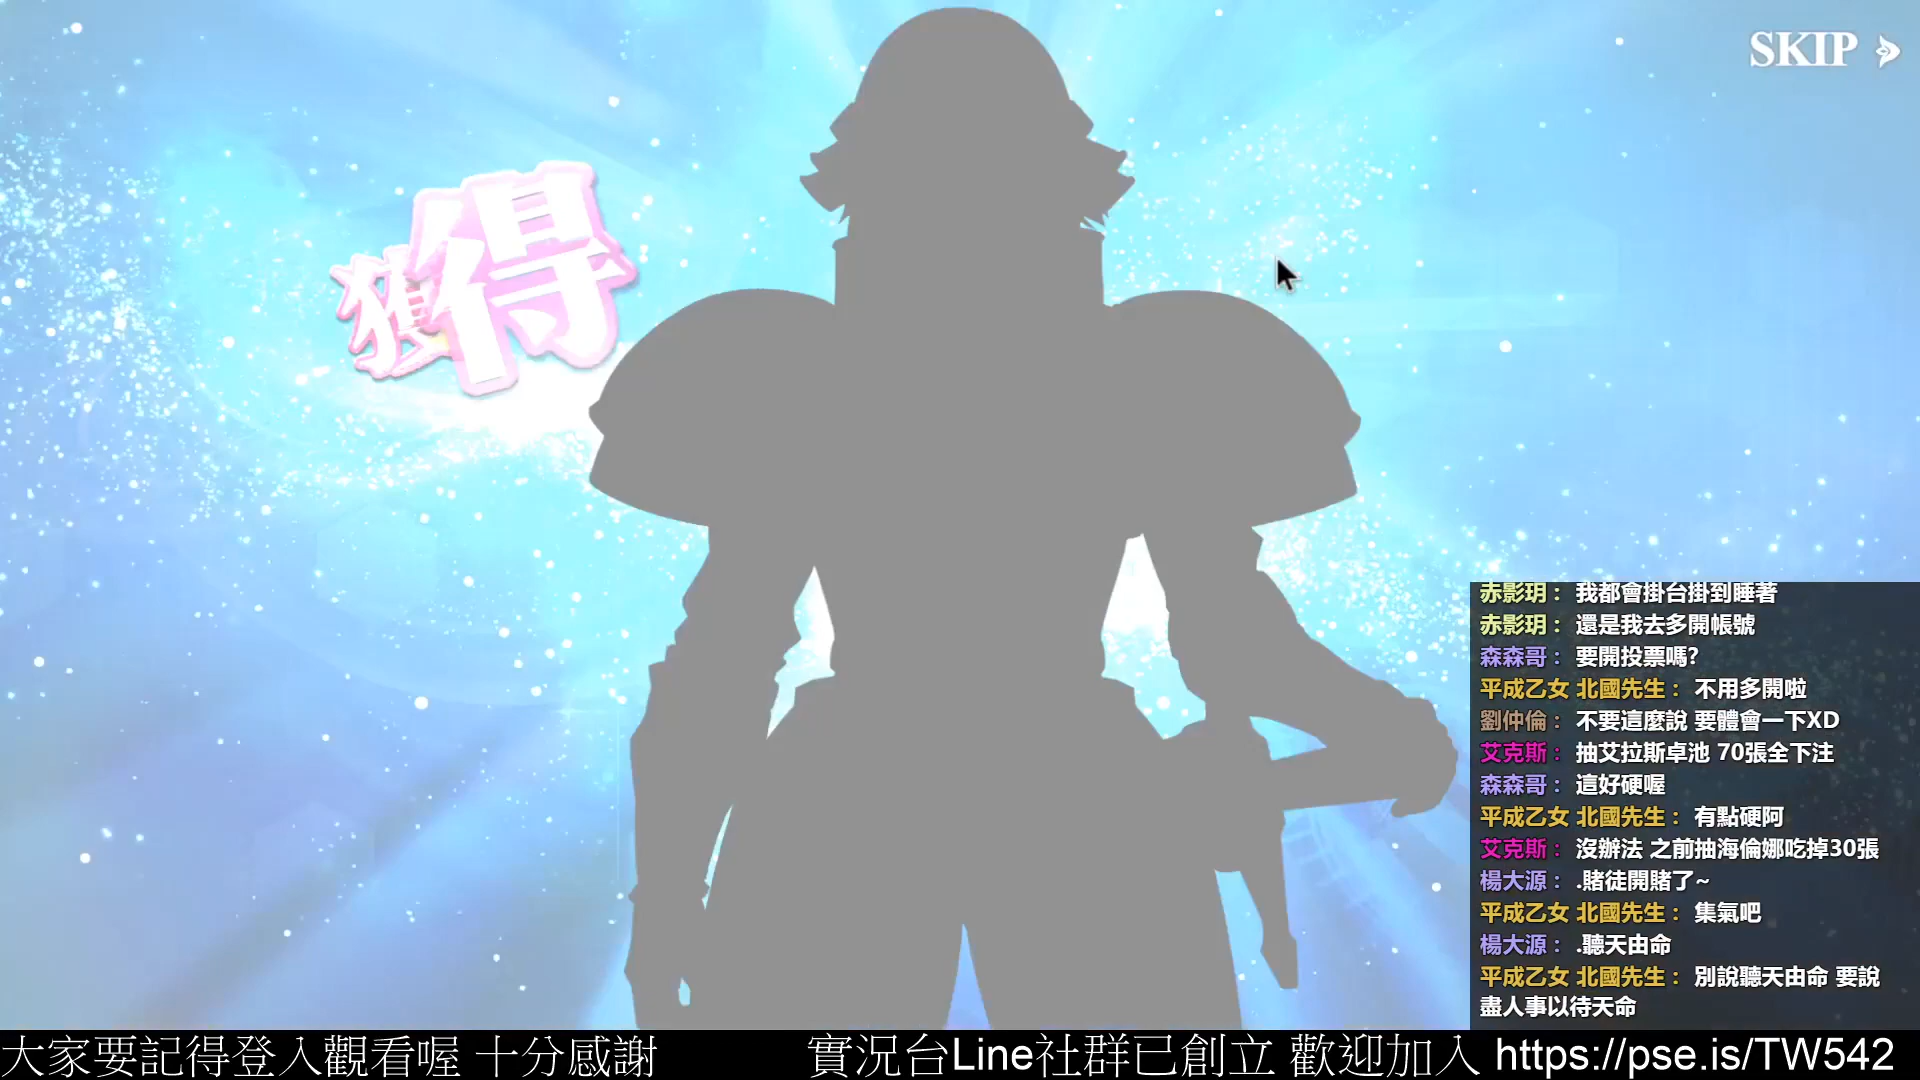 SKIP
獲得
赤影玥： 我都會掛台掛到睡著
赤影玥： 還是我去多開帳號
森森哥： 要開投票嗎?
平成乙女 北國先生： 不用多開啦
劉仲倫： 不要這麼說 要體會一下XD
艾克斯： 抽艾拉斯卓池 70張全下注
森森哥： 這好硬喔
平成乙女 北國先生： 有點硬阿
艾克斯： 沒辦法 之前抽海倫娜吃掉30張
楊大源： .賭徒開賭了~
平成乙女 北國先生： 集氣吧
楊大源： .聽天由命
平成乙女 北國先生： 別說聽天由命 要說
盡人事以待天命
大家要記得登入觀看喔 十分感謝 實況台Line社群已創立 歡迎加入 https://pse.is/TW542